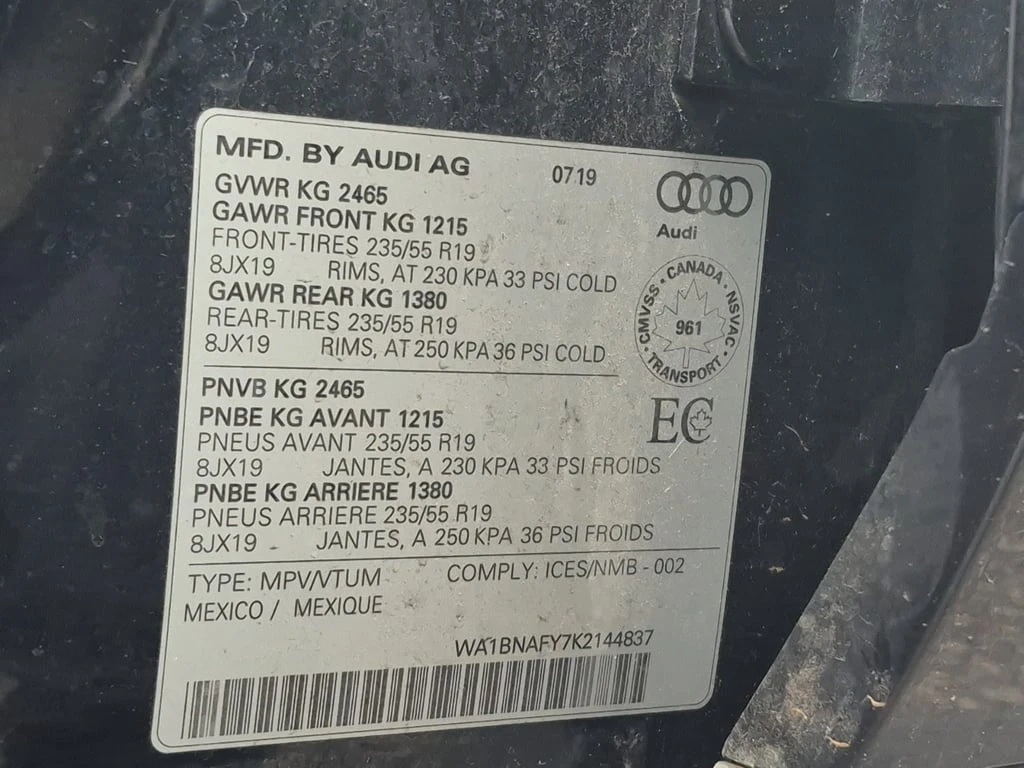 MFD. BY AUDI AG 0719
GVWR KG 2465
GAWR FRONT KG 1215
FRONT-TIRES 235/55 R19
8JX19 RIMS, AT 230 KPA 33 PSI COLD
GAWR REAR KG 1380
REAR-TIRES 235/55 R19
8JX19 RIMS, AT 250 KPA 36 PSI COLD
Audi
CMVSS · CANADA · NSVAC · TRANSPORT ·
961
PNVB KG 2465
PNBE KG AVANT 1215
PNEUS AVANT 235/55 R19
8JX19 JANTES, A 230 KPA 33 PSI FROIDS
PNBE KG ARRIERE 1380
PNEUS ARRIERE 235/55 R19
8JX19 JANTES, A 250 KPA 36 PSI FROIDS
EC
TYPE: MPV/VTUM COMPLY: ICES/NMB - 002
MEXICO / MEXIQUE
WA1BNAFY7K2144837